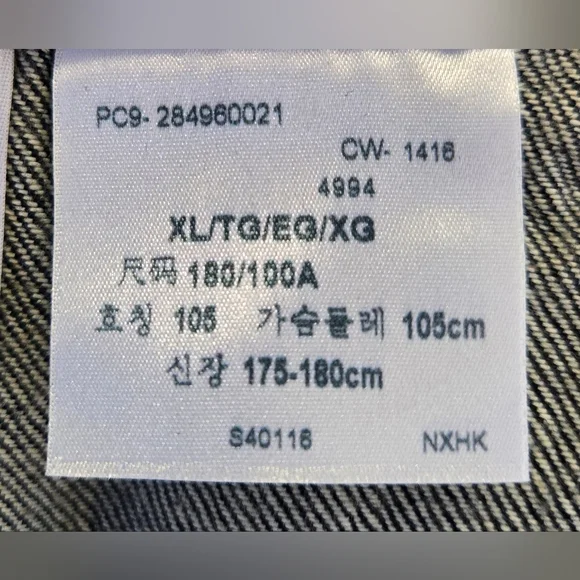 PC9- 284960021
CW- 1416
4994
XL/TG/EG/XG
尺码 180/100A
호칭 105 가슴둘레 105cm
신장 175-180cm
S40116 NXHK